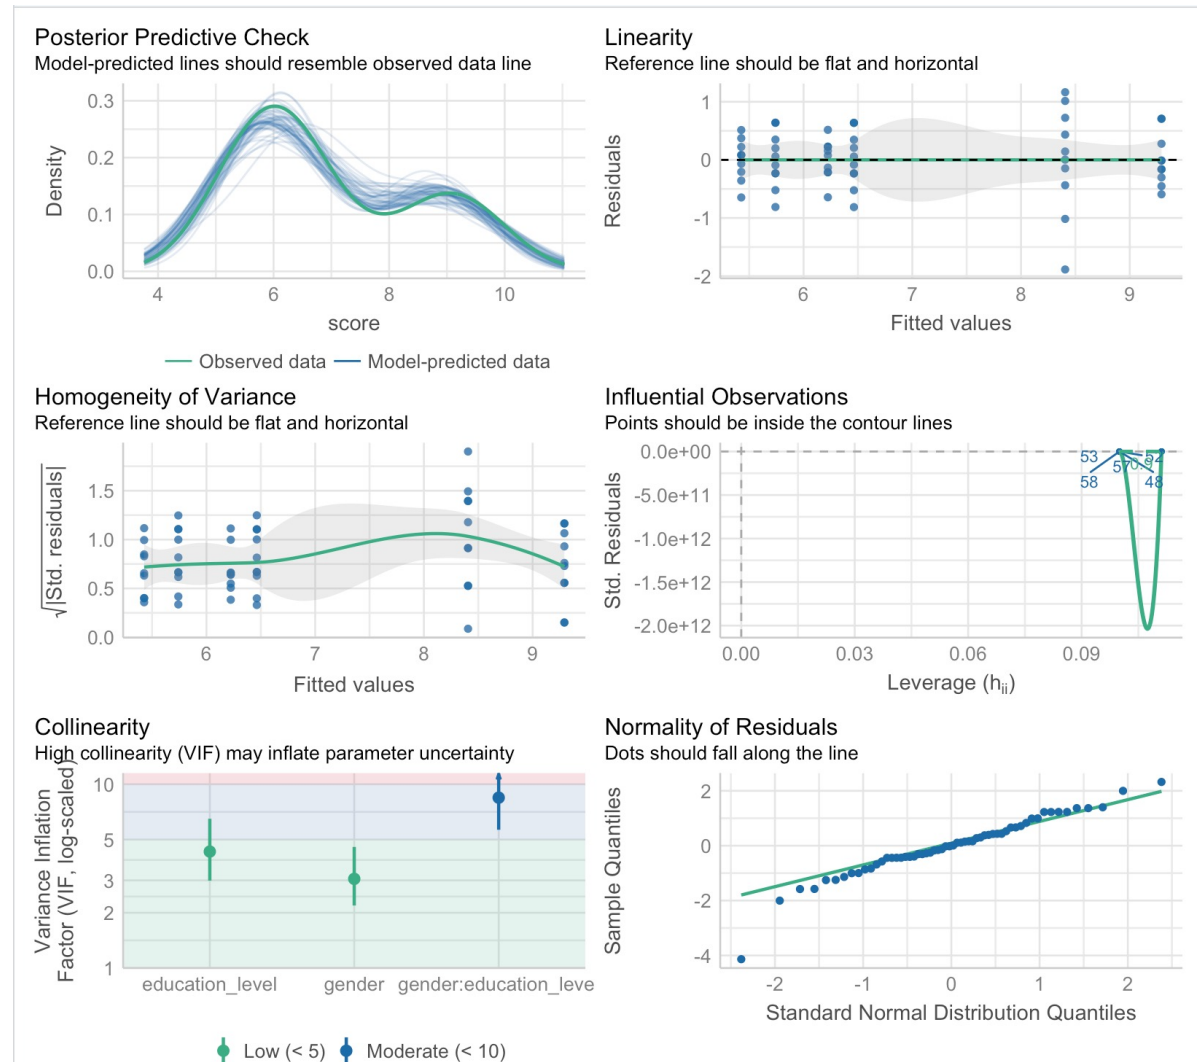 Posterior Predictive Check
Model-predicted lines should resemble observed data line
Density
0.3
0.2
0.1
0.0
4 6 8 10
score
Observed data Model-predicted data
Linearity
Reference line should be flat and horizontal
Residuals
1
0
-1
-2
6 7 8 9
Fitted values
Homogeneity of Variance
Reference line should be flat and horizontal
√|Std. residuals|
1.5
1.0
0.5
0.0
6 7 8 9
Fitted values
Influential Observations
Points should be inside the contour lines
Std. Residuals
0.0e+00
-5.0e+11
-1.0e+12
-1.5e+12
-2.0e+12
53 52
57
58 48
0.00 0.03 0.06 0.09
Leverage (hii)
Collinearity
High collinearity (VIF) may inflate parameter uncertainty
Variance Inflation
Factor (VIF, log-scaled)
10
5
3
2
1
education_level gender gender:education_leve
Low (< 5) Moderate (< 10)
Normality of Residuals
Dots should fall along the line
Sample Quantiles
2
0
-2
-4
-2 -1 0 1 2
Standard Normal Distribution Quantiles